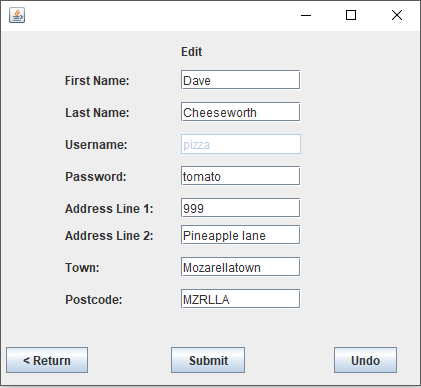 Edit
First Name: Dave
Last Name: Cheeseworth
Username: pizza
Password: tomato
Address Line 1: 999
Address Line 2: Pineapple lane
Town: Mozarellatown
Postcode: MZRLLA
< Return Submit Undo